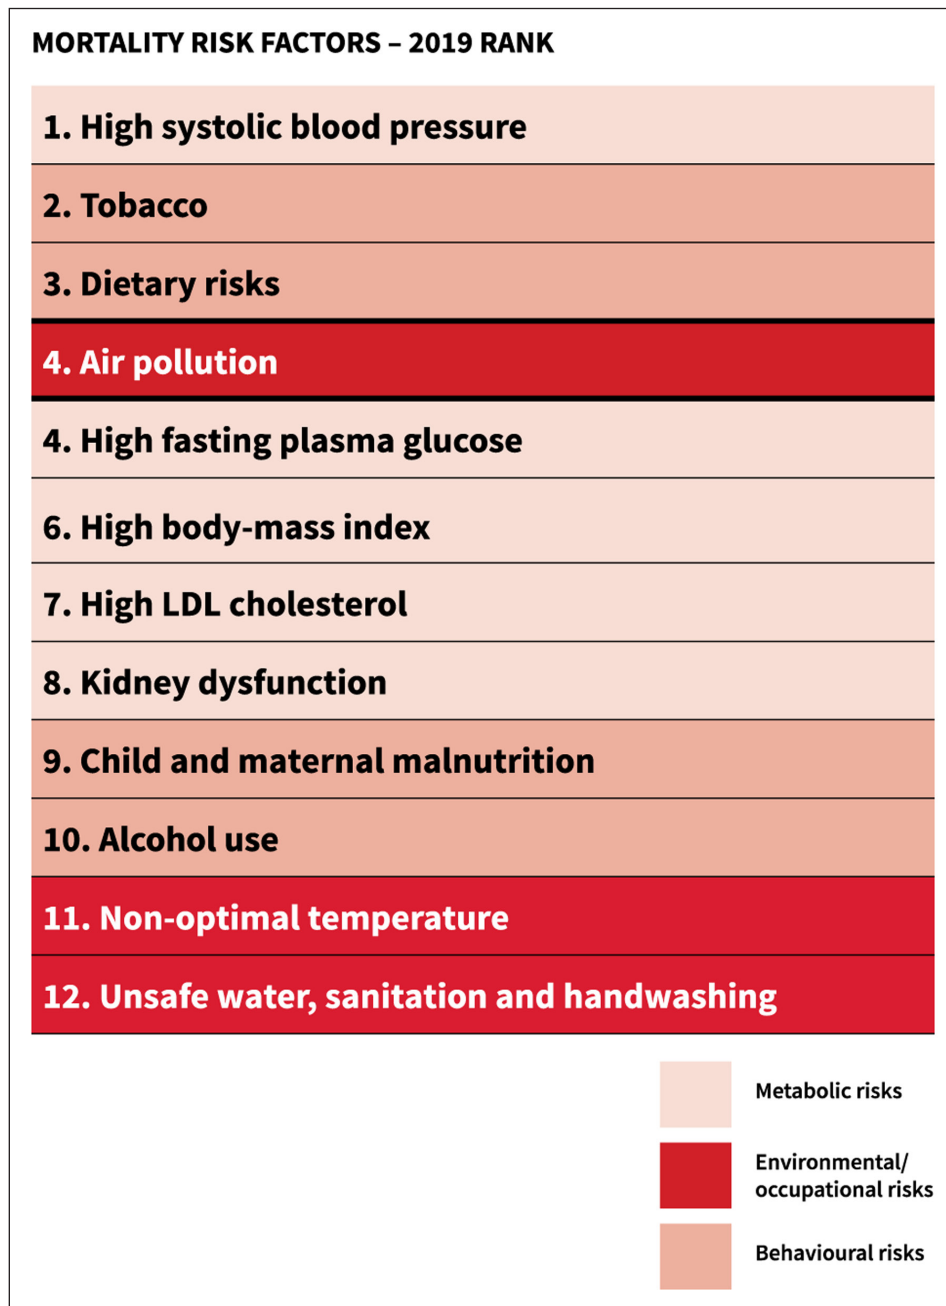 MORTALITY RISK FACTORS – 2019 RANK
1. High systolic blood pressure
2. Tobacco
3. Dietary risks
4. Air pollution
4. High fasting plasma glucose
6. High body-mass index
7. High LDL cholesterol
8. Kidney dysfunction
9. Child and maternal malnutrition
10. Alcohol use
11. Non-optimal temperature
12. Unsafe water, sanitation and handwashing
Metabolic risks
Environmental/
occupational risks
Behavioural risks